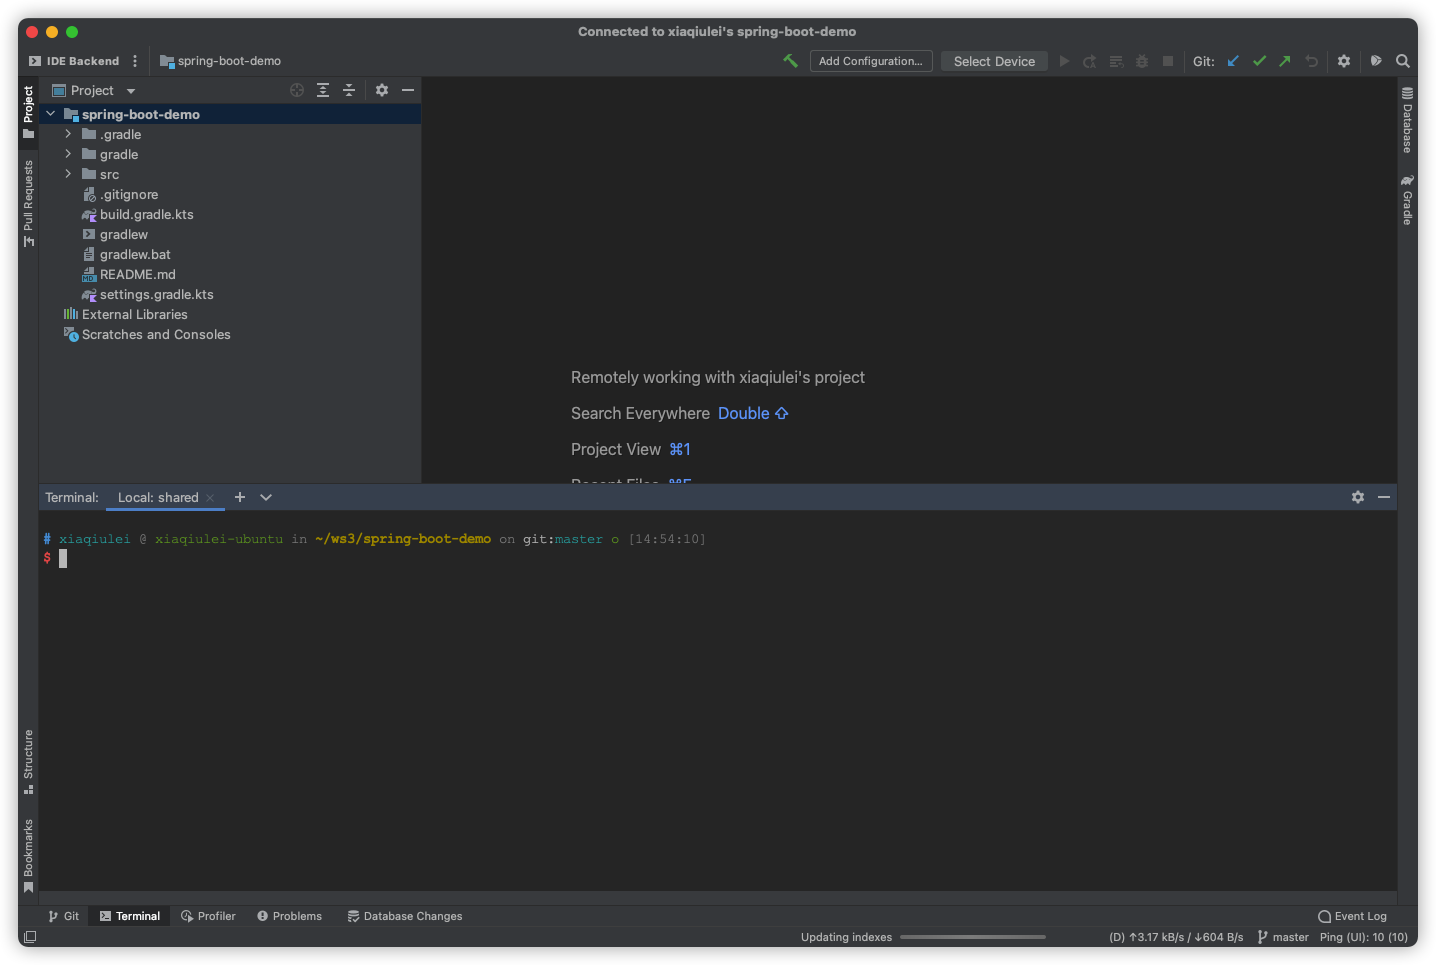 Connected to xiaqiulei's spring-boot-demo
IDE Backend
spring-boot-demo
Add Configuration...
Select Device
Git:
Project
Project
Pull Requests
spring-boot-demo
.gradle
gradle
src
.gitignore
build.gradle.kts
gradlew
gradlew.bat
README.md
settings.gradle.kts
External Libraries
Scratches and Consoles
Database
Gradle
Remotely working with xiaqiulei's project
Search Everywhere Double ⇧
Project View ⌘1
Recent Files ⌘E
Terminal: Local: shared
# xiaqiulei @ xiaqiulei-ubuntu in ~/ws3/spring-boot-demo on git:master o [14:54:10]
$
Structure
Bookmarks
Git
Terminal
Profiler
Problems
Database Changes
Event Log
Updating indexes
(D) ↑3.17 kB/s / ↓604 B/s
master
Ping (UI): 10 (10)